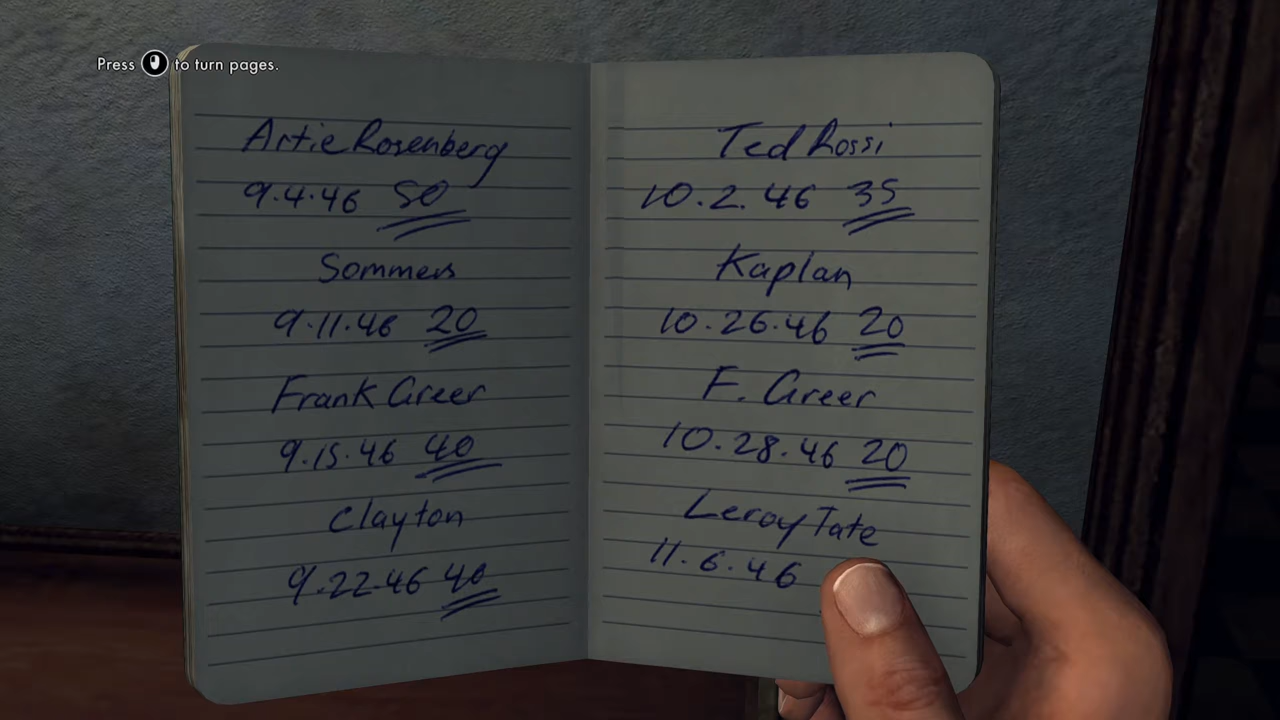 Press to turn pages.
Artie Rosenberg
9.4.46 50
Sommers
9.11.46 20
Frank Greer
9.15.46 40
Clayton
9.22.46 40
Ted Rossi
10.2.46 35
Kaplan
10.26.46 20
F. Greer
10.28.46 20
Leroy Tate
11.6.46